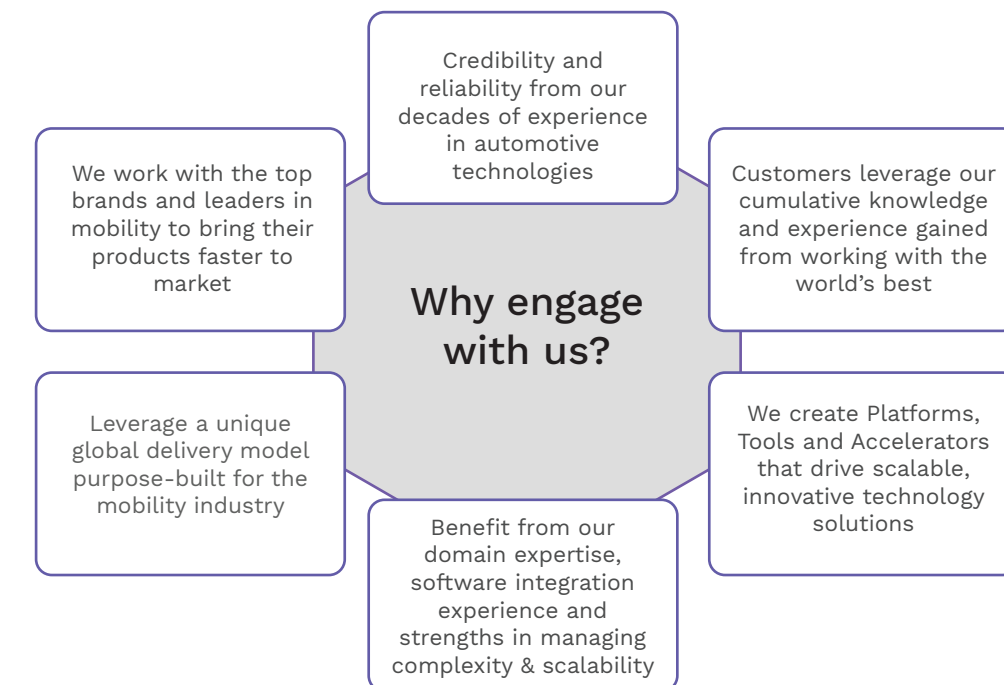 Credibility and
reliability from our
decades of experience
in automotive
technologies
We work with the top
brands and leaders in
mobility to bring their
products faster to
market
Customers leverage our
cumulative knowledge
and experience gained
from working with the
world’s best
Why engage
with us?
Leverage a unique
global delivery model
purpose-built for the
mobility industry
We create Platforms,
Tools and Accelerators
that drive scalable,
innovative technology
solutions
Benefit from our
domain expertise,
software integration
experience and
strengths in managing
complexity & scalability